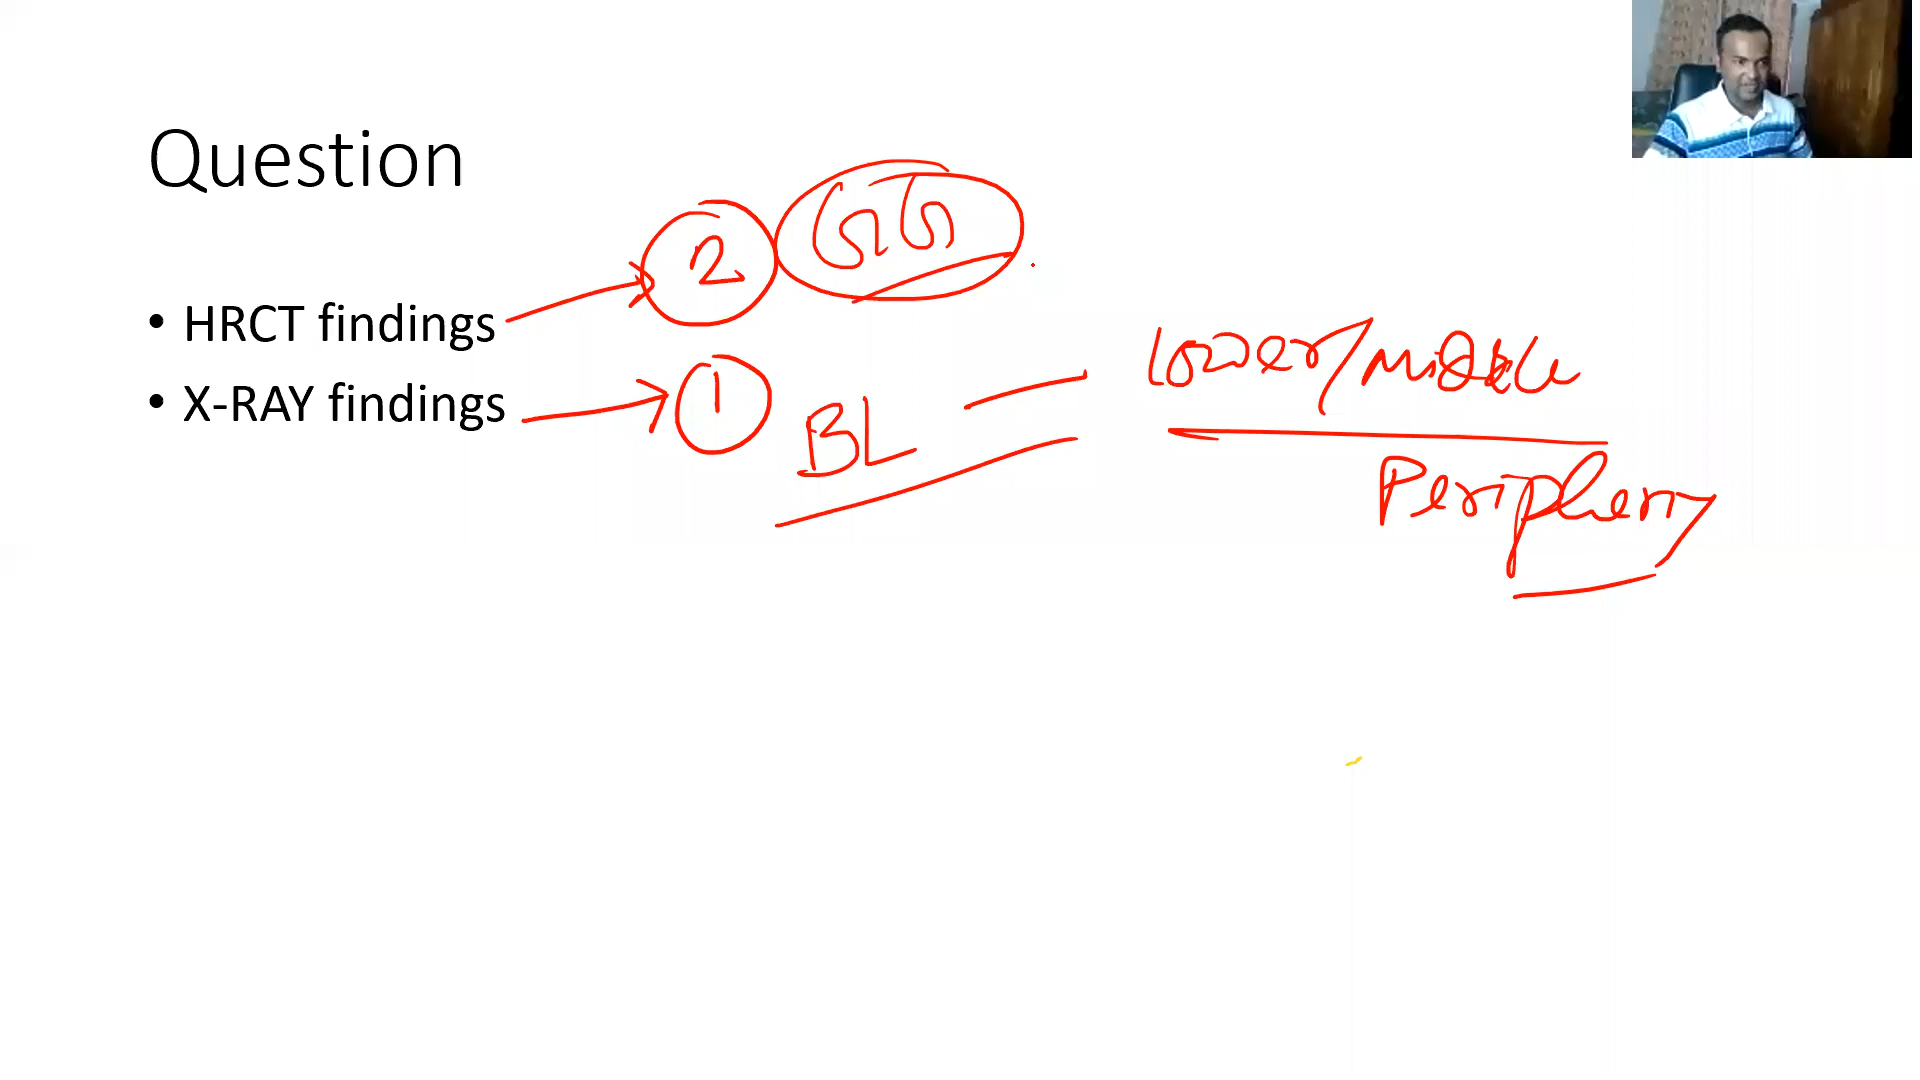 Question
2 GG
• HRCT findings
lower/middle
• X-RAY findings
1 BL
Periphery